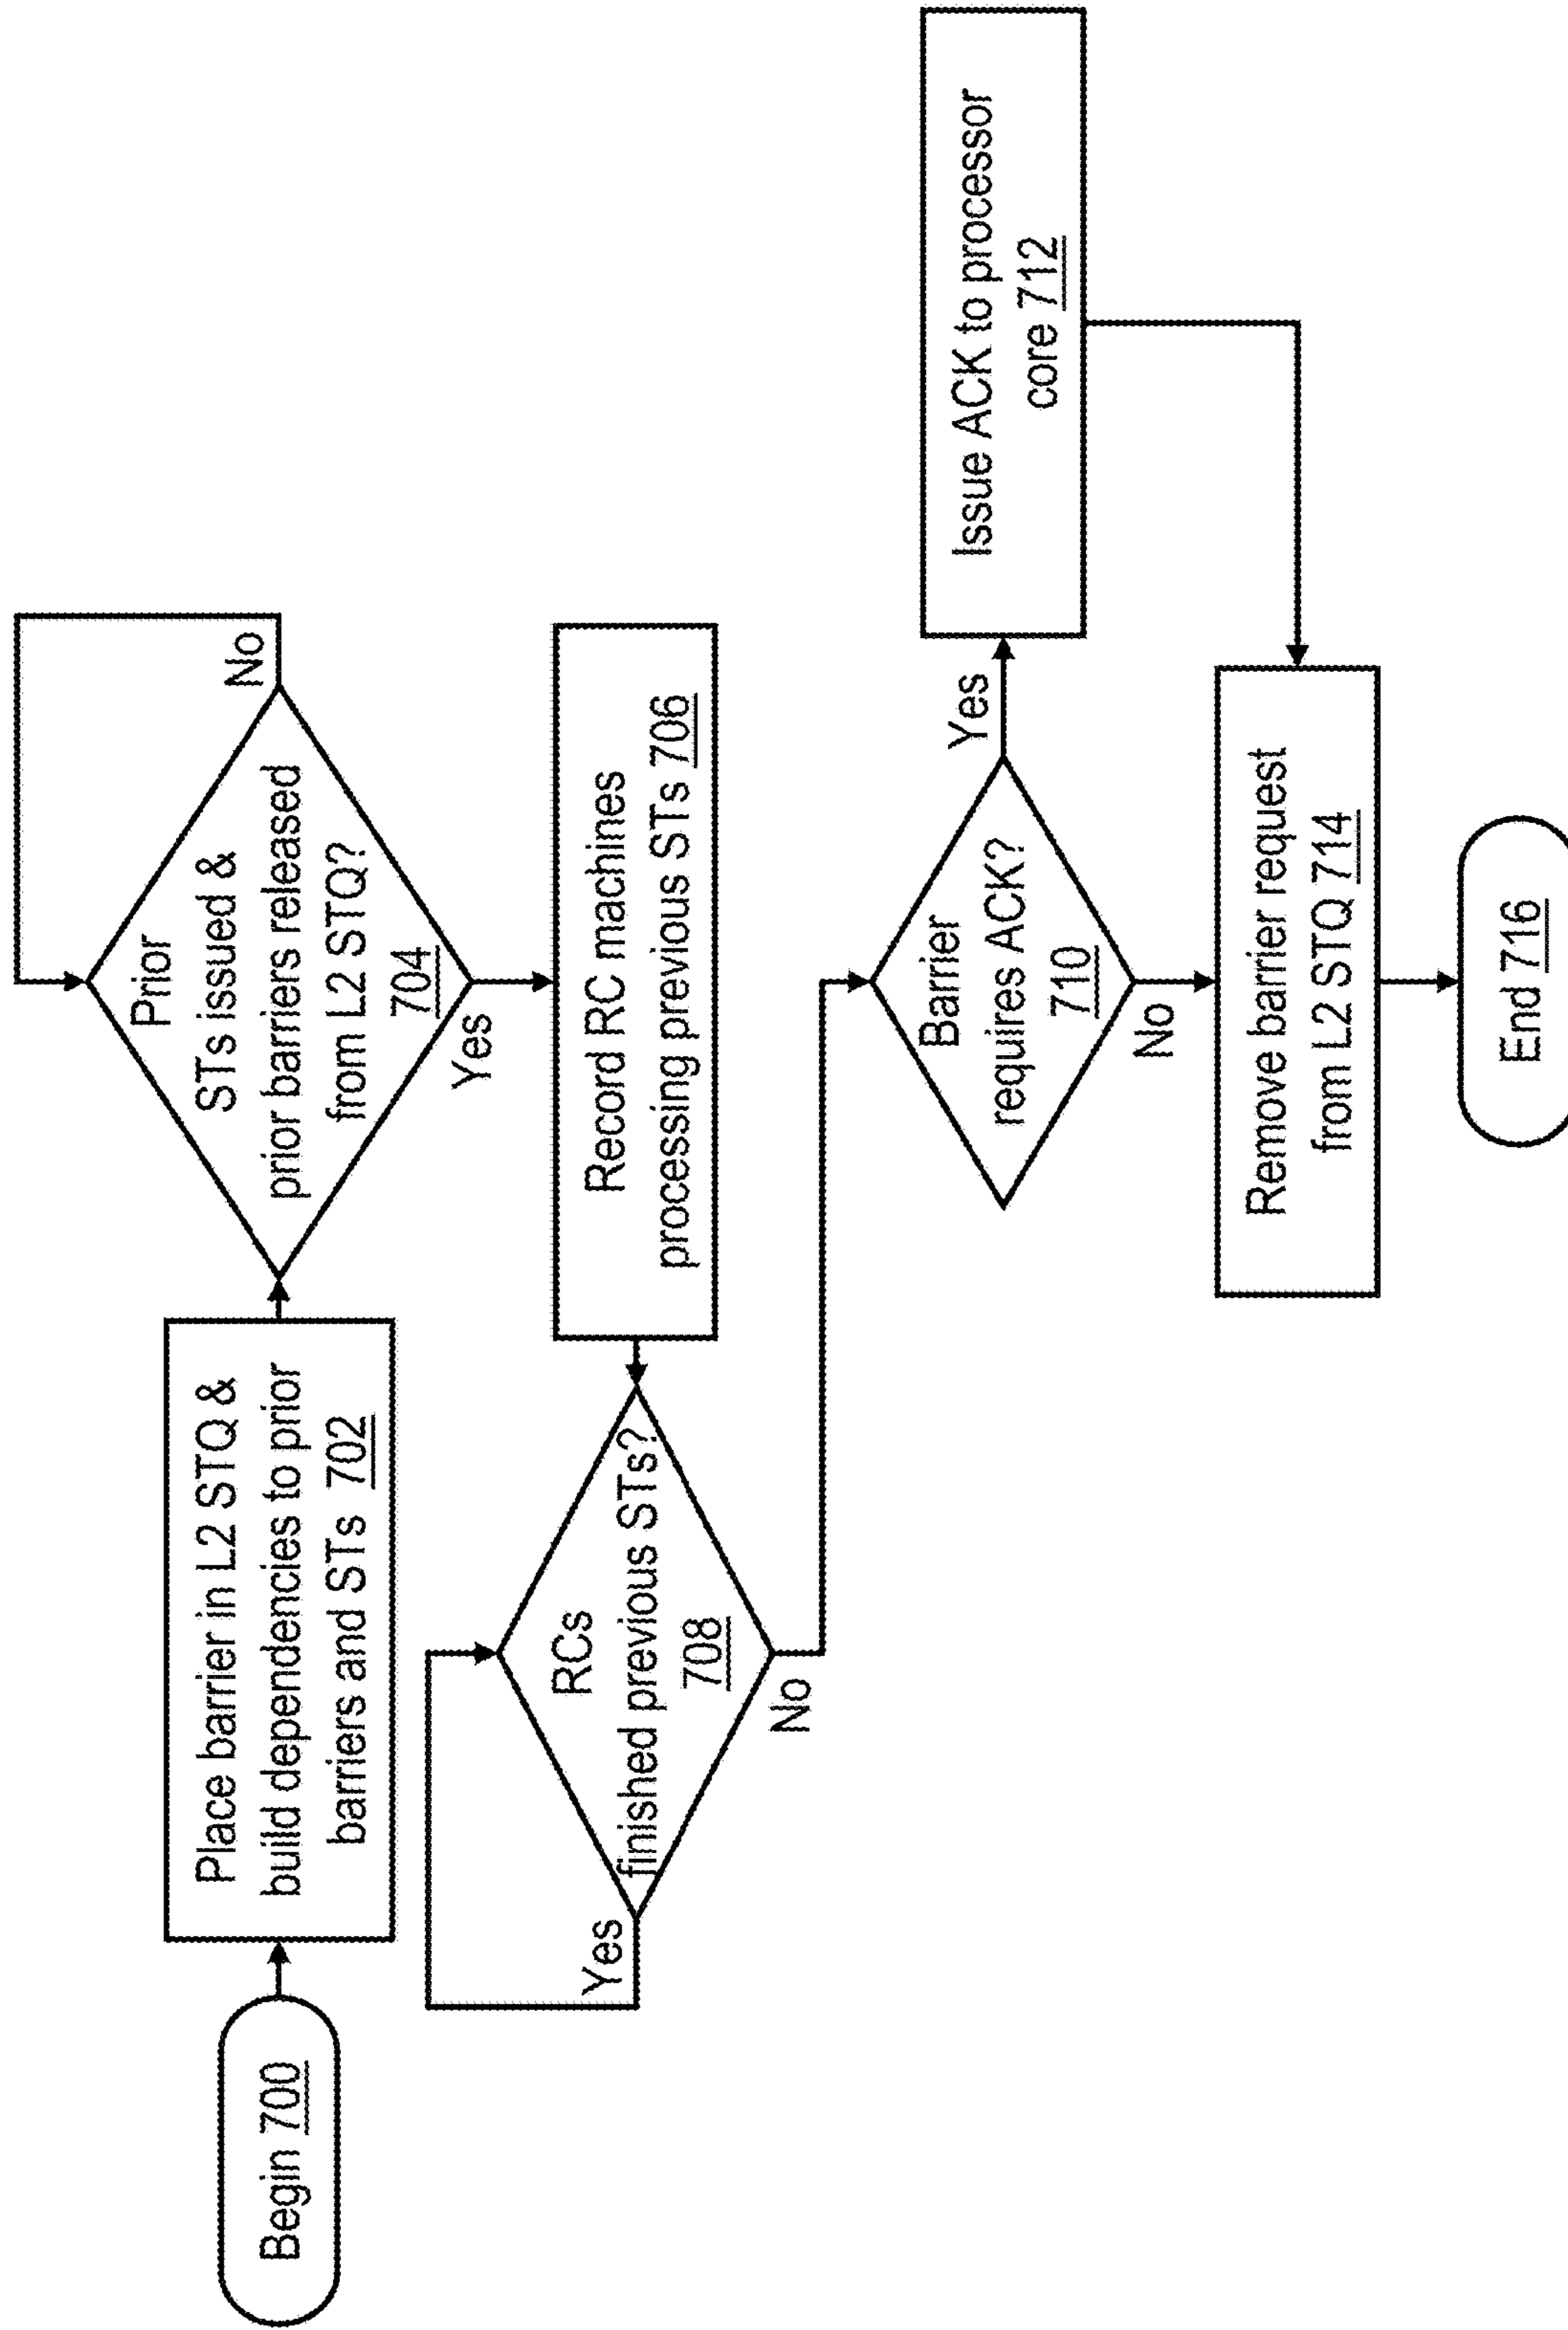 Begin 700
Place barrier in L2 STQ &
build dependencies to prior
barriers and STs 702
Prior
STs issued &
prior barriers released
from L2 STQ?
704
No
Yes
Record RC machines
processing previous STs 706
RCs
finished previous STs?
708
Yes
No
Barrier
requires ACK?
710
Yes
No
Issue ACK to processor
core 712
Remove barrier request
from L2 STQ 714
End 716